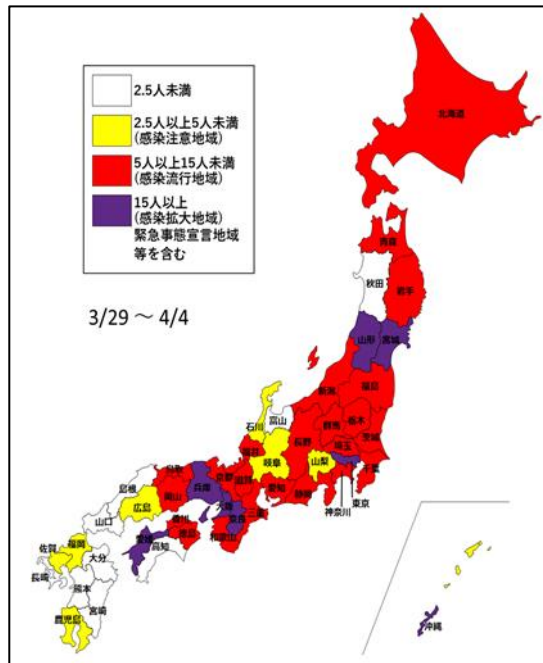 2.5人未満
2.5人以上5人未満
(感染注意地域)
5人以上15人未満
(感染流行地域)
15人以上
(感染拡大地域)
緊急事態宣言地域
等を含む
3/29 ~ 4/4
北海道
青森
秋田
岩手
山形
宮城
新潟
福島
石川
富山
群馬
栃木
茨城
長野
埼玉
福井
岐阜
山梨
千葉
東京
神奈川
鳥取
京都
滋賀
愛知
静岡
島根
岡山
兵庫
大阪
奈良
三重
広島
山口
香川
徳島
和歌山
愛媛
高知
佐賀
福岡
大分
長崎
熊本
宮崎
鹿児島
沖縄